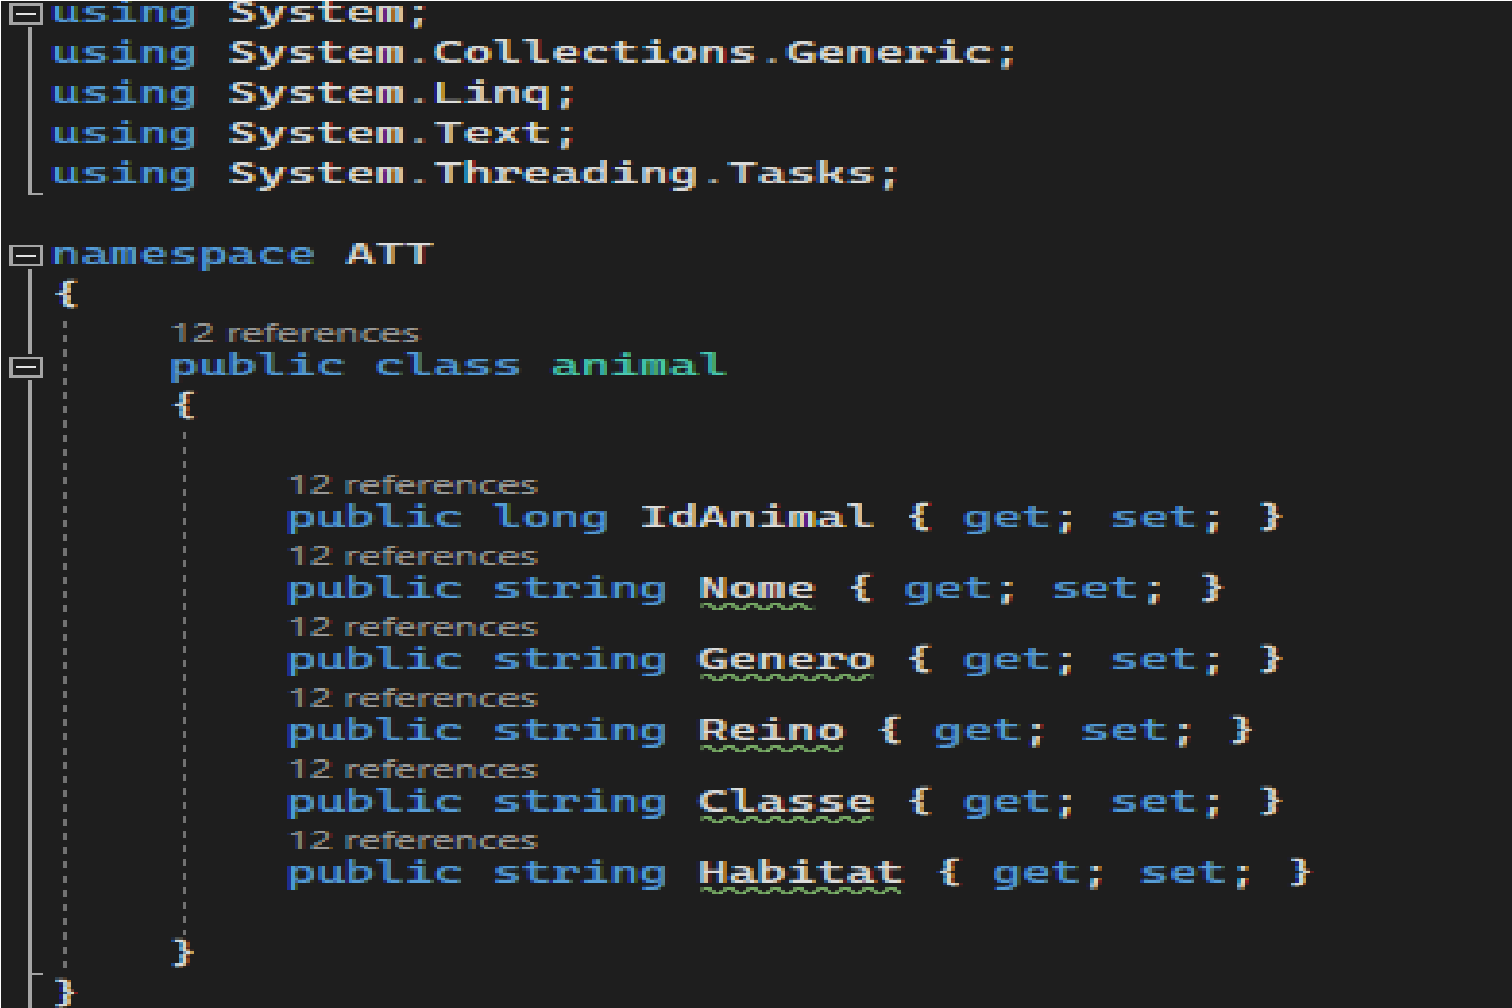 using System;
using System.Collections.Generic;
using System.Linq;
using System.Text;
using System.Threading.Tasks;
namespace ATT
{
12 references
public class animal
{
12 references
public long IdAnimal { get; set; }
12 references
public string Nome { get; set; }
12 references
public string Genero { get; set; }
12 references
public string Reino { get; set; }
12 references
public string Classe { get; set; }
12 references
public string Habitat { get; set; }
}
}